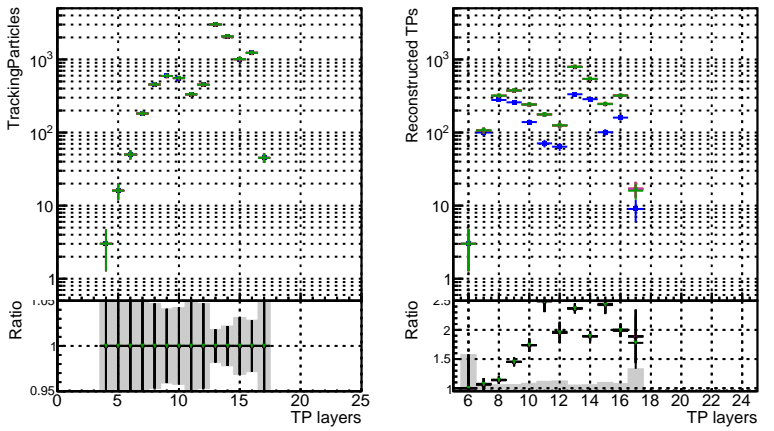 TrackingParticles
10³
10²
10
1
Ratio
1.05
1
0.95
0 5 10 15 20 25
TP layers
Reconstructed TPs
10³
10²
10
1
Ratio
2.5
2
1.5
1
6 8 10 12 14 16 18 20 22 24
TP layers